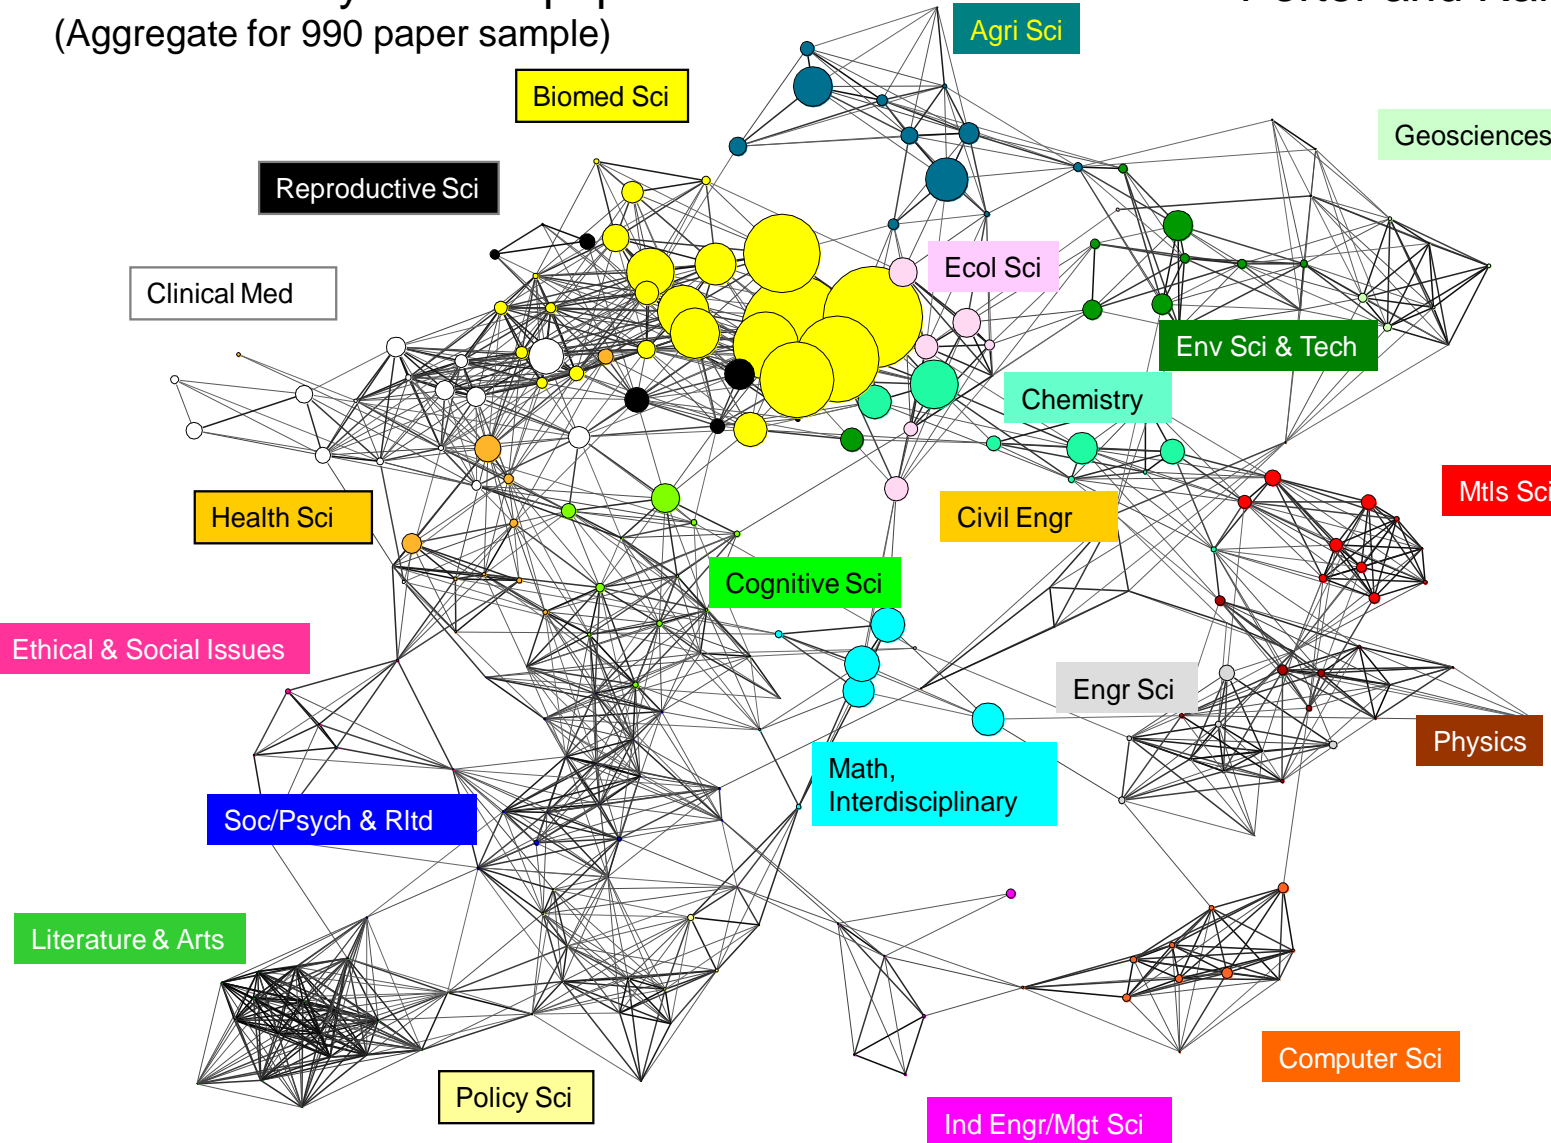 (Aggregate for 990 paper sample)
Agri Sci
Biomed Sci
Geosciences
Reproductive Sci
Ecol Sci
Clinical Med
Env Sci & Tech
Chemistry
Mtls Sci
Health Sci
Civil Engr
Cognitive Sci
Ethical & Social Issues
Engr Sci
Physics
Math,
Interdisciplinary
Soc/Psych & Rltd
Literature & Arts
Computer Sci
Policy Sci
Ind Engr/Mgt Sci